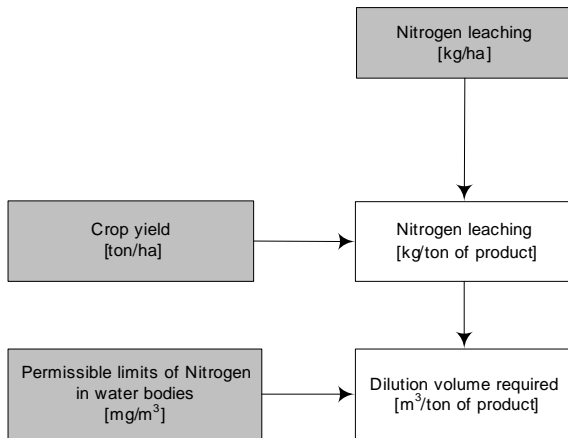 Nitrogen leaching
[kg/ha]
Crop yield
[ton/ha]
Nitrogen leaching
[kg/ton of product]
Permissible limits of Nitrogen
in water bodies
[mg/m³]
Dilution volume required
[m³/ton of product]